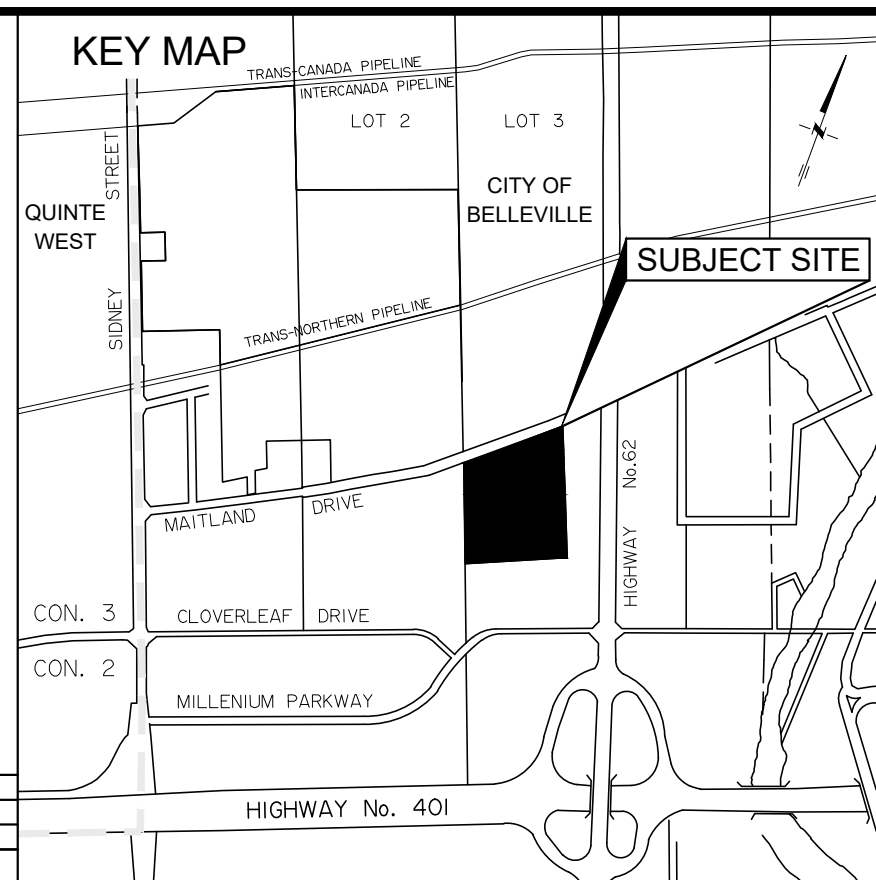 KEY MAP
TRANS-CANADA PIPELINE
INTERCANADA PIPELINE
LOT 2
LOT 3
STREET
QUINTE
WEST
CITY OF
BELLEVILLE
N
SUBJECT SITE
SIDNEY
TRANS-NORTHERN PIPELINE
HIGHWAY No.62
MAITLAND DRIVE
CON. 3
CLOVERLEAF DRIVE
CON. 2
MILLENIUM PARKWAY
HIGHWAY No. 401